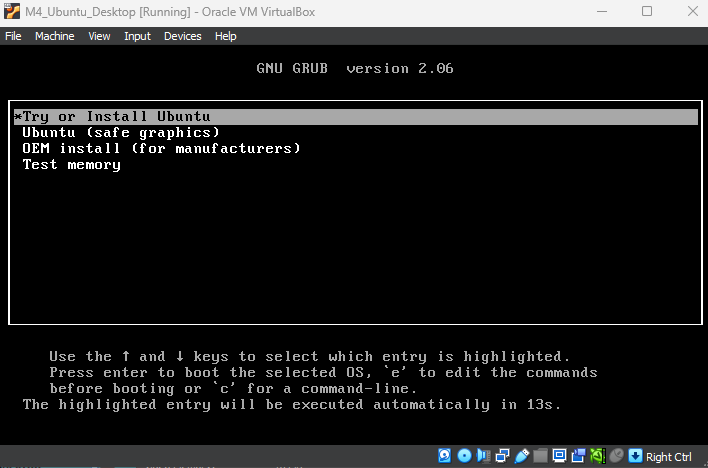 M4_Ubuntu_Desktop [Running] - Oracle VM VirtualBox
File Machine View Input Devices Help
GNU GRUB version 2.06
*Try or Install Ubuntu
Ubuntu (safe graphics)
OEM install (for manufacturers)
Test memory
Use the ↑ and ↓ keys to select which entry is highlighted.
Press enter to boot the selected OS, `e' to edit the commands
before booting or `c' for a command-line.
The highlighted entry will be executed automatically in 13s.
Right Ctrl